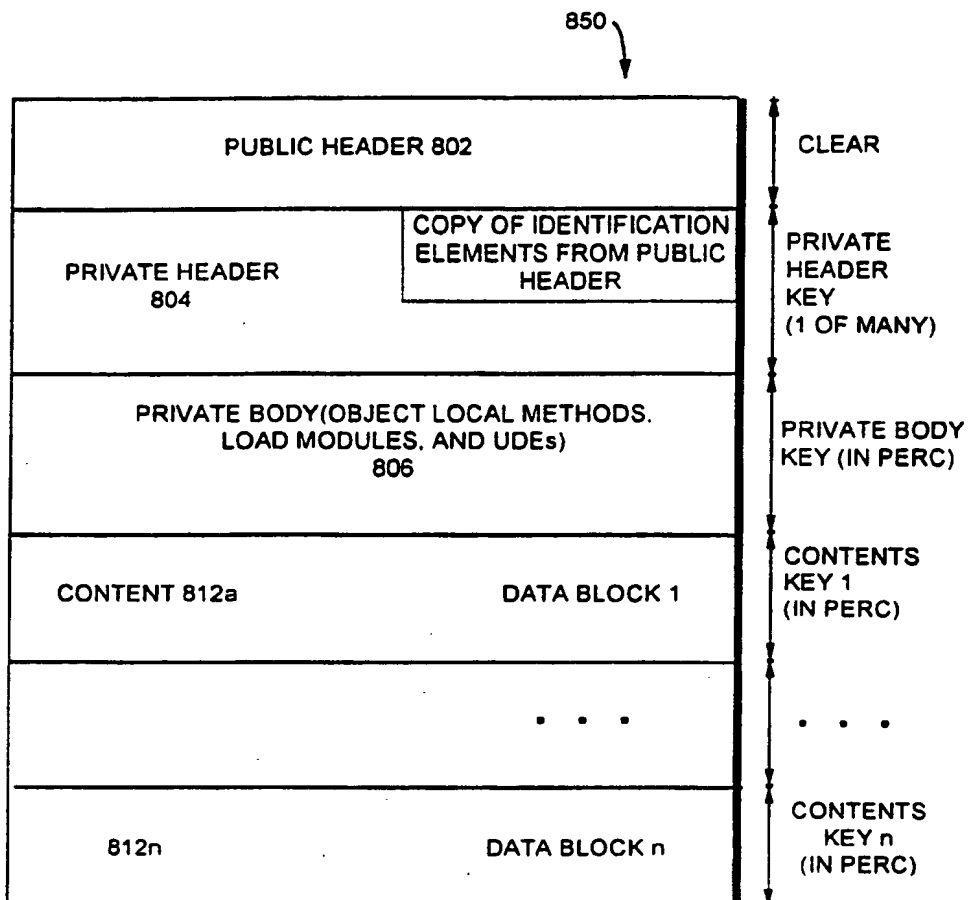 850
PUBLIC HEADER 802
CLEAR
COPY OF IDENTIFICATION
ELEMENTS FROM PUBLIC
HEADER
PRIVATE HEADER
804
PRIVATE
HEADER
KEY
(1 OF MANY)
PRIVATE BODY(OBJECT LOCAL METHODS,
LOAD MODULES, AND UDEs)
806
PRIVATE BODY
KEY (IN PERC)
CONTENT 812a
DATA BLOCK 1
CONTENTS
KEY 1
(IN PERC)
. . .
. . .
812n
DATA BLOCK n
CONTENTS
KEY n
(IN PERC)